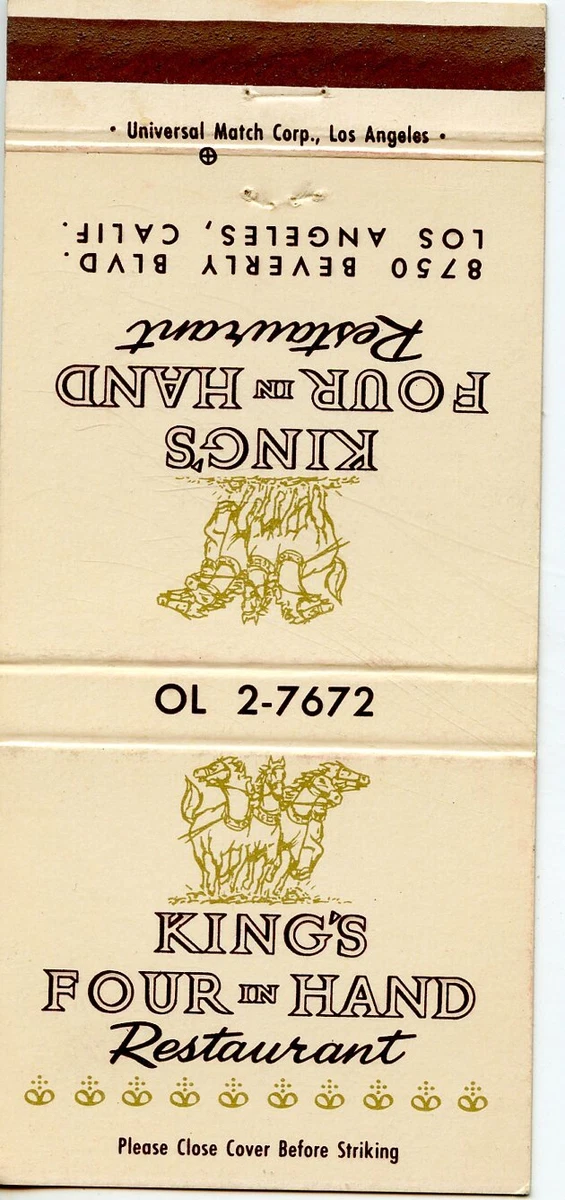 • Universal Match Corp., Los Angeles •
KING'S
FOUR IN HAND
Restaurant
8750 BEVERLY BLVD.
LOS ANGELES, CALIF.
OL 2-7672
KING'S
FOUR IN HAND
Restaurant
Please Close Cover Before Striking